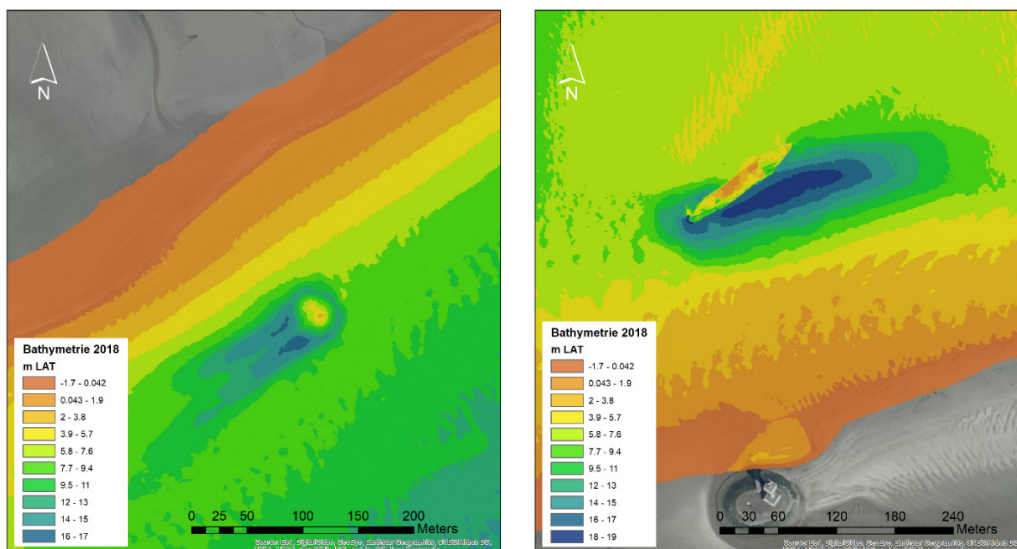 N
Bathymetrie 2018
m LAT
-1.7 - 0.042
0.043 - 1.9
2 - 3.8
3.9 - 5.7
5.8 - 7.6
7.7 - 9.4
9.5 - 11
12 - 13
14 - 15
16 - 17
0 25 50 100 150 200
Meters
N
Bathymetrie 2018
m LAT
-1.7 - 0.042
0.043 - 1.9
2 - 3.8
3.9 - 5.7
5.8 - 7.6
7.7 - 9.4
9.5 - 11
12 - 13
14 - 15
16 - 17
18 - 19
0 30 60 120 180 240
Meters